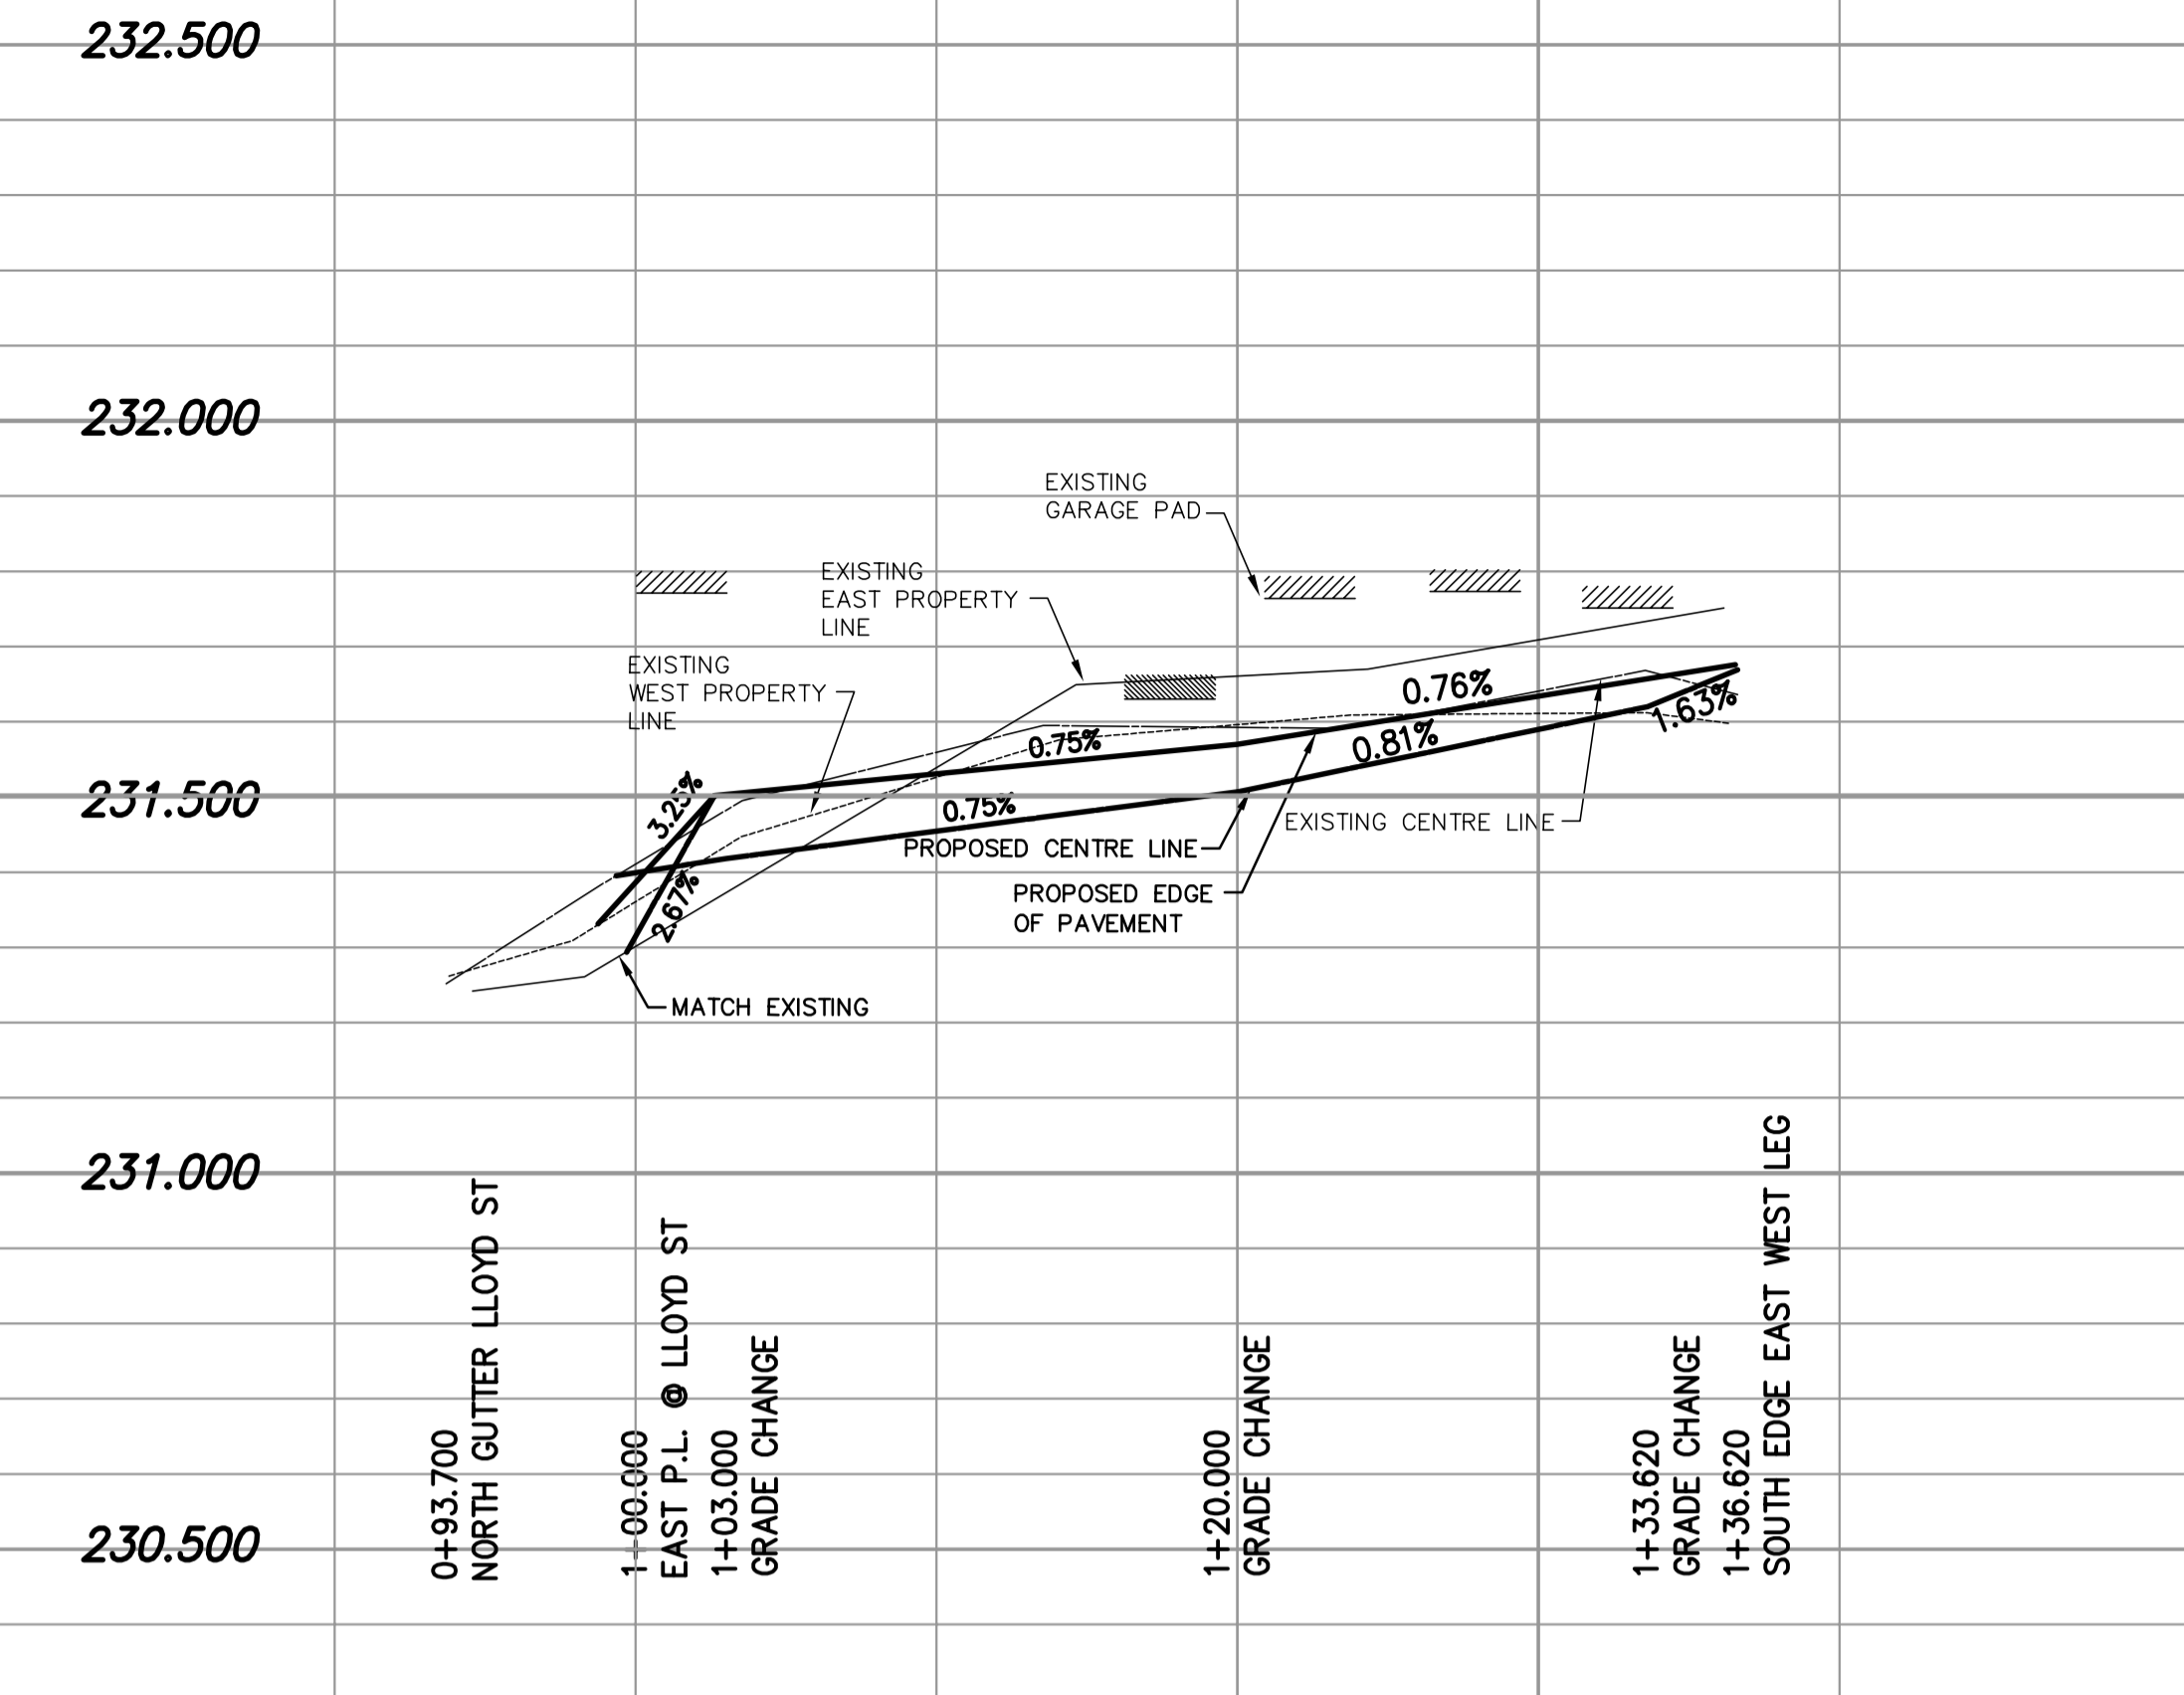 232.500
232.000
EXISTING
GARAGE PAD
EXISTING
EAST PROPERTY
LINE
EXISTING
WEST PROPERTY
LINE
0.76%
1.63%
0.75%
0.81%
231.500
3.25%
0.75%
EXISTING CENTRE LINE
PROPOSED CENTRE LINE
2.67%
PROPOSED EDGE
OF PAVEMENT
MATCH EXISTING
231.000
230.500
0+93.700
NORTH GUTTER LLOYD ST
1+00.000
EAST P.L. @ LLOYD ST
1+03.000
GRADE CHANGE
1+20.000
GRADE CHANGE
1+33.620
GRADE CHANGE
1+36.620
SOUTH EDGE EAST WEST LEG